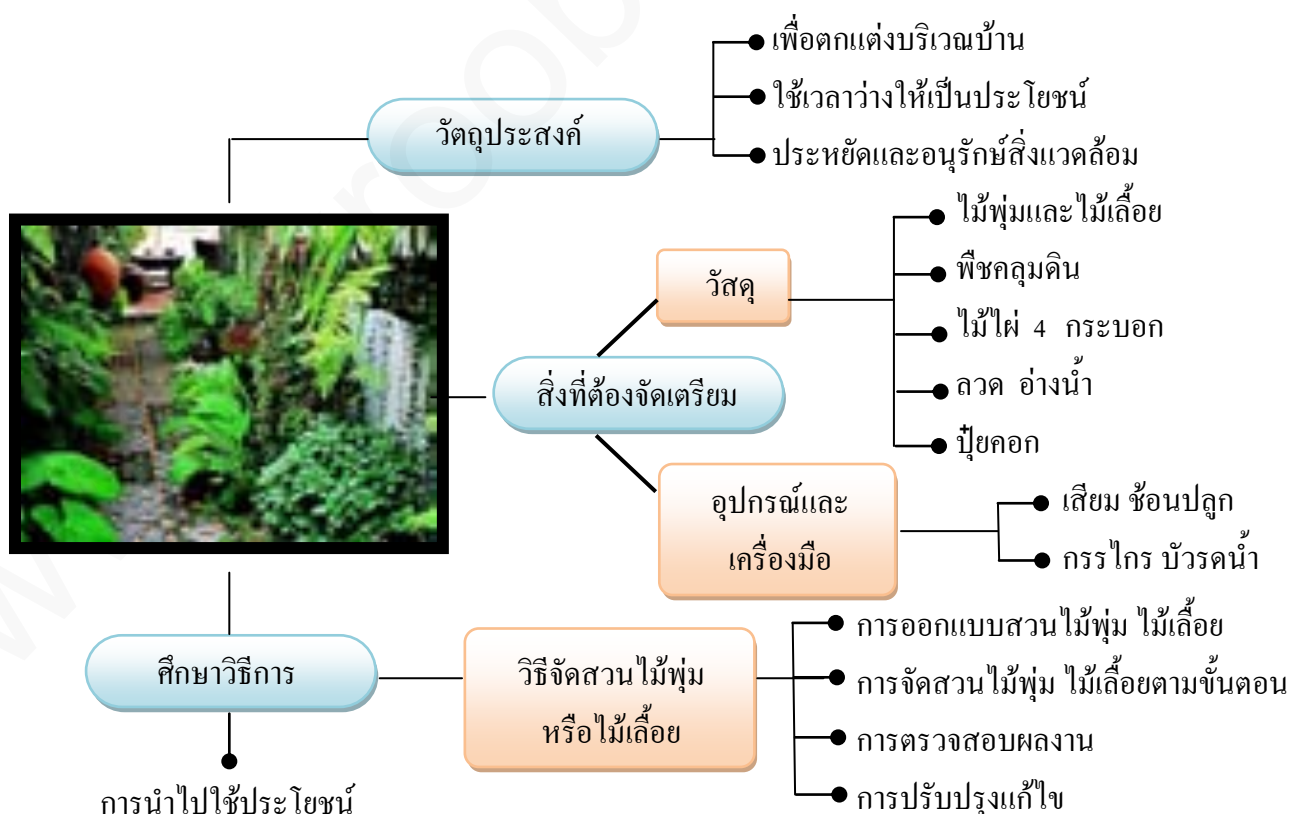 วัตถุประสงค์
เพื่อตกแต่งบริเวณบ้าน
ใช้เวลาว่างให้เป็นประโยชน์
ประหยัดและอนุรักษ์สิ่งแวดล้อม
สิ่งที่ต้องจัดเตรียม
วัสดุ
ไม้พุ่มและไม้เลื้อย
พืชคลุมดิน
ไม้ไผ่ 4 กระบอก
ลวด อ่างน้ำ
ปุ๋ยคอก
อุปกรณ์และ
เครื่องมือ
เสียม ช้อนปลูก
กรรไกร บัวรดน้ำ
ศึกษาวิธีการ
การนำไปใช้ประโยชน์
วิธีจัดสวนไม้พุ่ม
หรือไม้เลื้อย
การออกแบบสวนไม้พุ่ม ไม้เลื้อย
การจัดสวนไม้พุ่ม ไม้เลื้อยตามขั้นตอน
การตรวจสอบผลงาน
การปรับปรุงแก้ไข